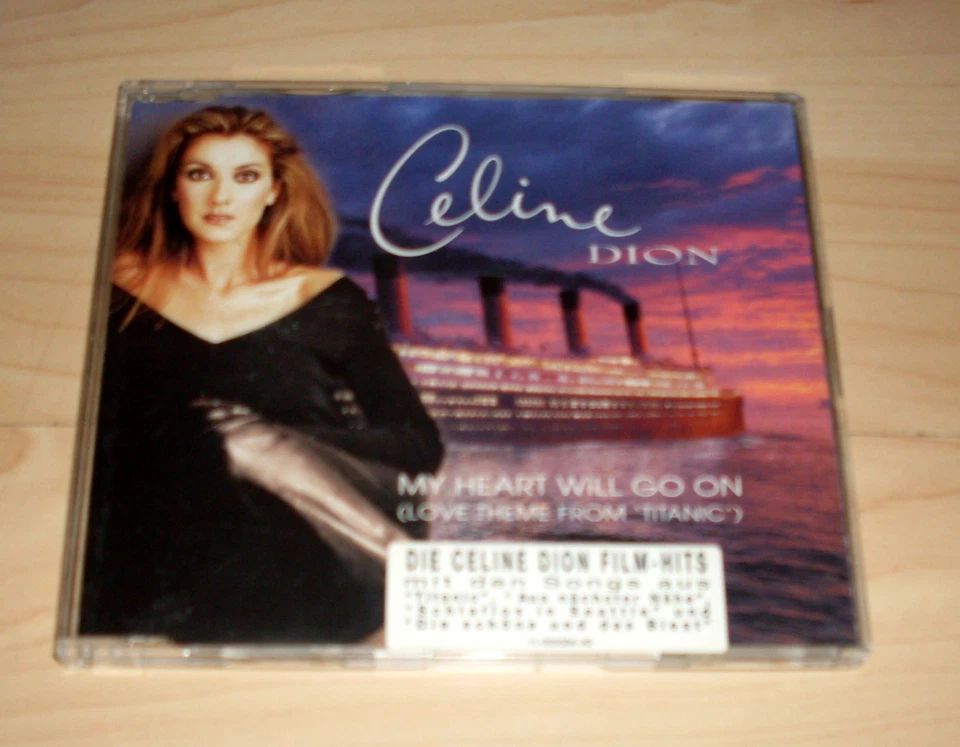 Celine
DION
MY HEART WILL GO ON
(LOVE THEME FROM 'TITANIC')
DIE CELINE DION FILM-HITS
mit den Songs aus
"Titanic", "Aus nächster Nähe",
"Schlaflos in Seattle" und
"Die schöne und das Biest"